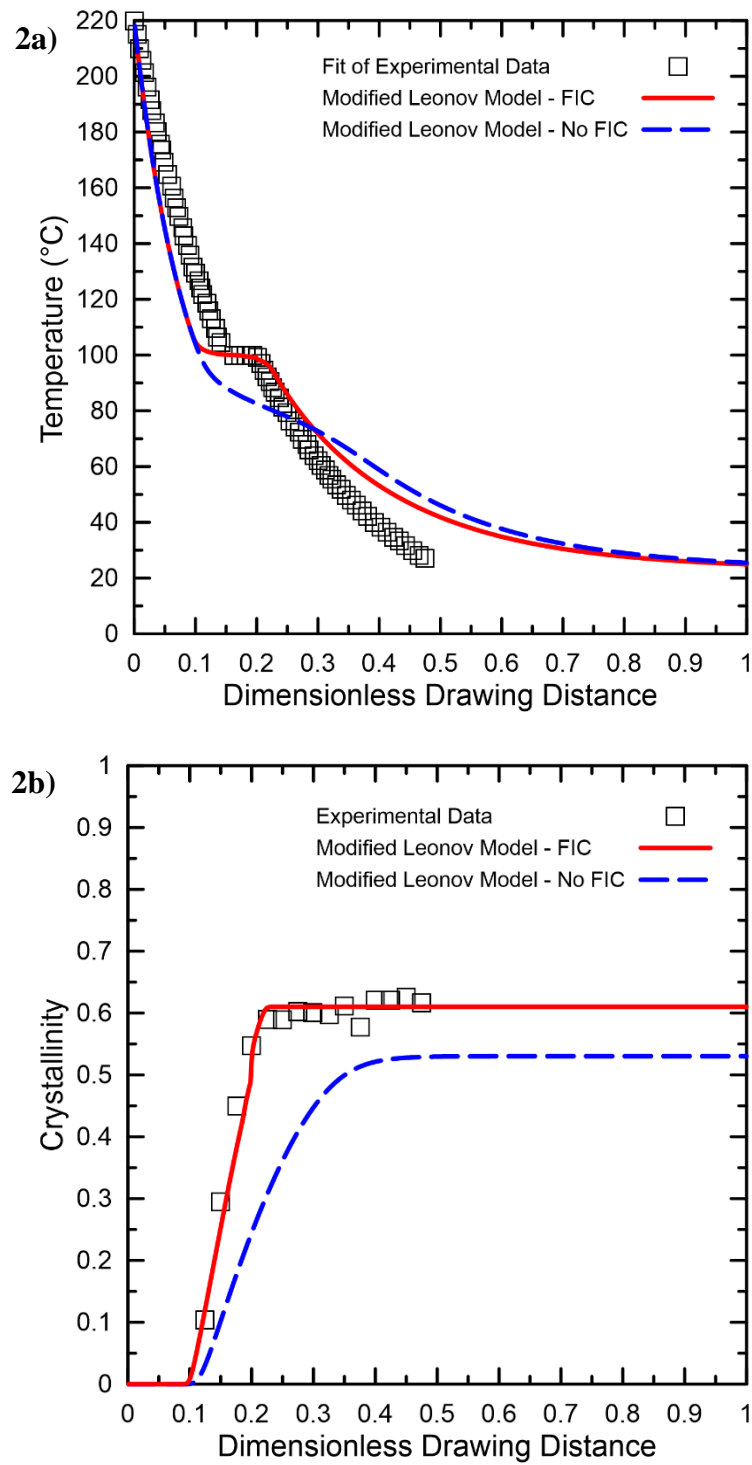 2a)
Fit of Experimental Data
Modified Leonov Model - FIC
Modified Leonov Model - No FIC
Temperature (°C)
220
200
180
160
140
120
100
80
60
40
20
0
0 0.1 0.2 0.3 0.4 0.5 0.6 0.7 0.8 0.9 1
Dimensionless Drawing Distance
2b)
Experimental Data
Modified Leonov Model - FIC
Modified Leonov Model - No FIC
Crystallinity
1
0.9
0.8
0.7
0.6
0.5
0.4
0.3
0.2
0.1
0
0 0.1 0.2 0.3 0.4 0.5 0.6 0.7 0.8 0.9 1
Dimensionless Drawing Distance